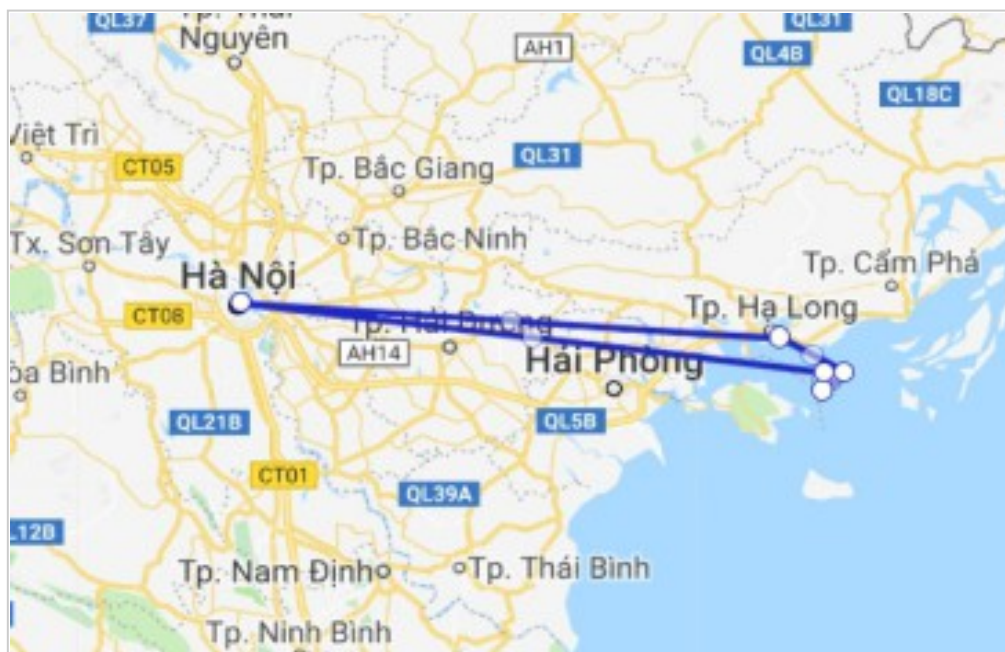 QL37
Nguyên
AH1
QL31
QL4B
QL18C
Việt Trì
CT05
Tp. Bắc Giang
QL31
Tx. Sơn Tây
Tp. Bắc Ninh
Hà Nội
Tp. Cẩm Phả
CT08
Tp. Hạ Long
AH14
Hải Phòng
QL21B
QL5B
CT01
QL39A
Tp. Nam Định
Tp. Thái Bình
Tp. Ninh Bình